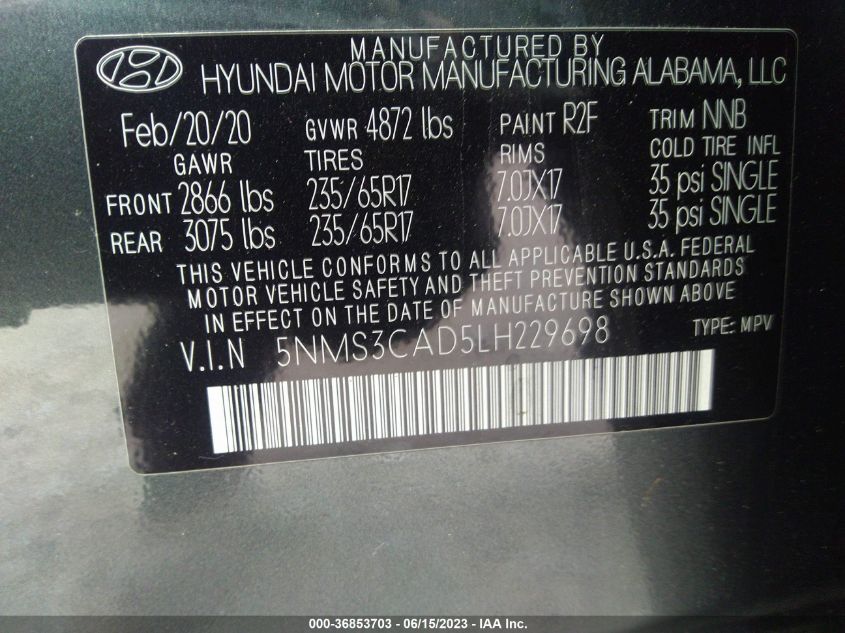 MANUFACTURED BY
HYUNDAI MOTOR MANUFACTURING ALABAMA, LLC
Feb/20/20 GVWR 4872 lbs PAINT R2F TRIM NNB
GAWR TIRES RIMS COLD TIRE INFL
FRONT 2866 lbs 235/65R17 7.0JX17 35 psi SINGLE
REAR 3075 lbs 235/65R17 7.0JX17 35 psi SINGLE
THIS VEHICLE CONFORMS TO ALL APPLICABLE U.S.A. FEDERAL
MOTOR VEHICLE SAFETY AND THEFT PREVENTION STANDARDS
IN EFFECT ON THE DATE OF MANUFACTURE SHOWN ABOVE
V.I.N 5NMS3CAD5LH229698 TYPE: MPV
000-36853703 - 06/15/2023 - IAA Inc.